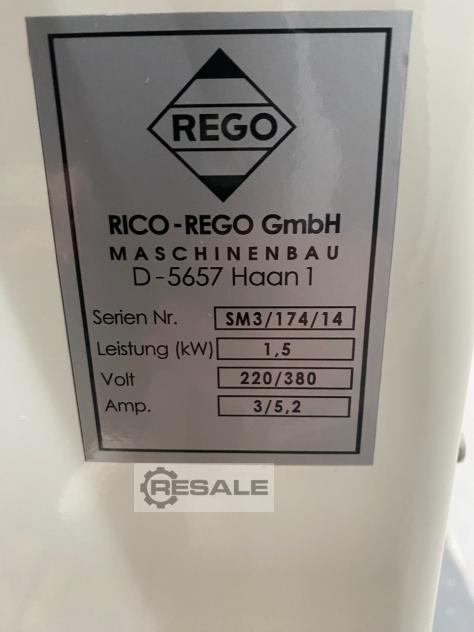 REGO
RICO-REGO GmbH
MASCHINENBAU
D-5657 Haan 1
Serien Nr. SM3/174/14
Leistung (kW) 1,5
Volt 220/380
Amp. 3/5,2
RESALE